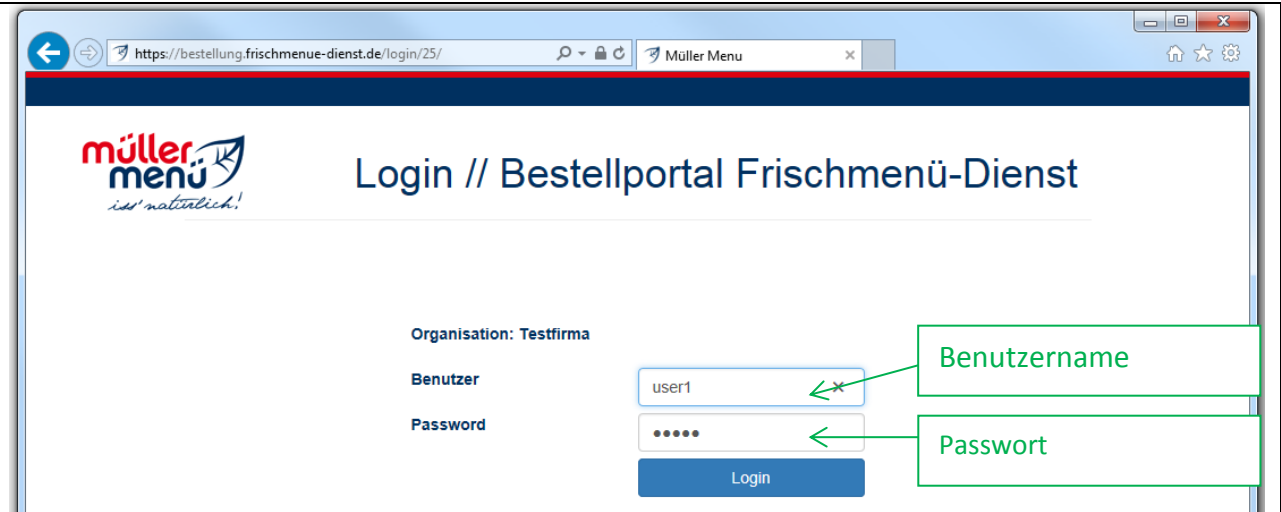 https://bestellung.frischmenue-dienst.de/login/25/
Müller Menu
müller
menü
iss' natürlich!
Login // Bestellportal Frischmenü-Dienst
Organisation: Testfirma
Benutzer
user1
Benutzername
Password
•••••
Passwort
Login